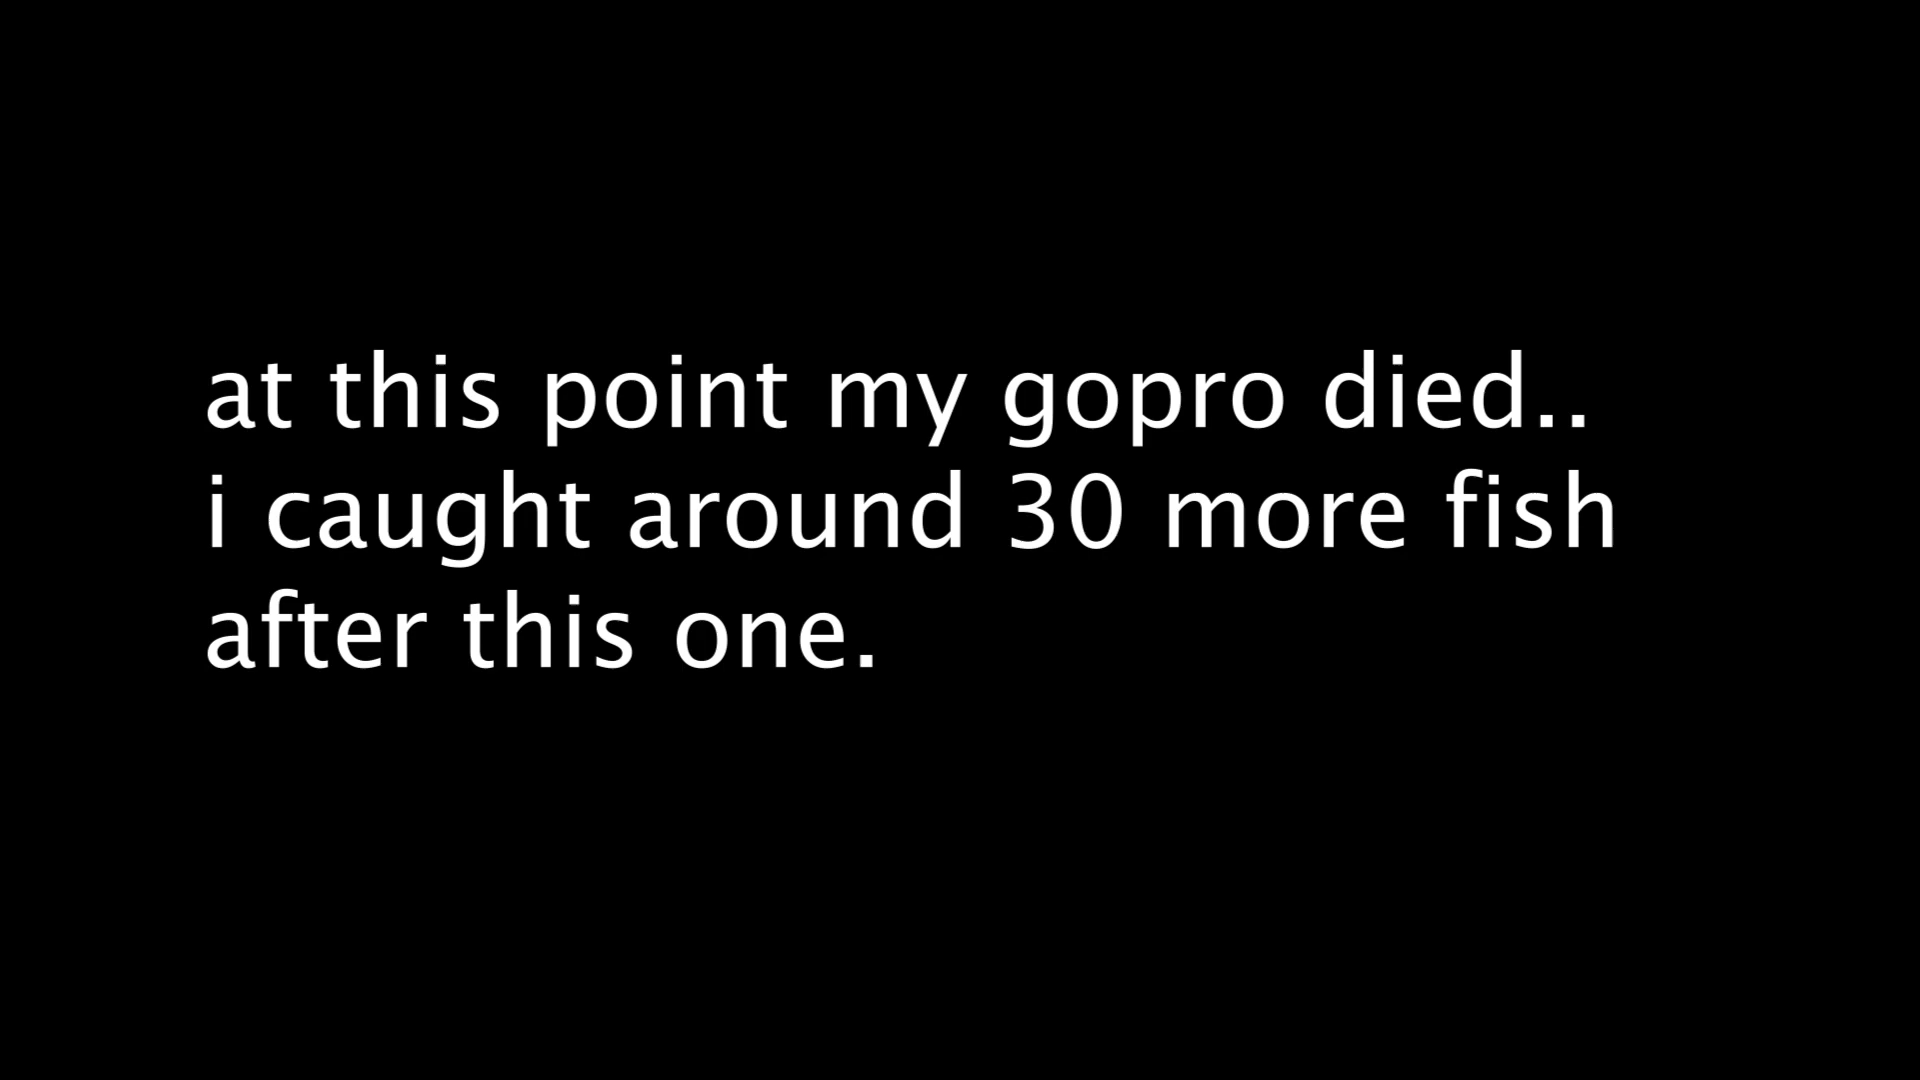 at this point my gopro died..
i caught around 30 more fish
after this one.